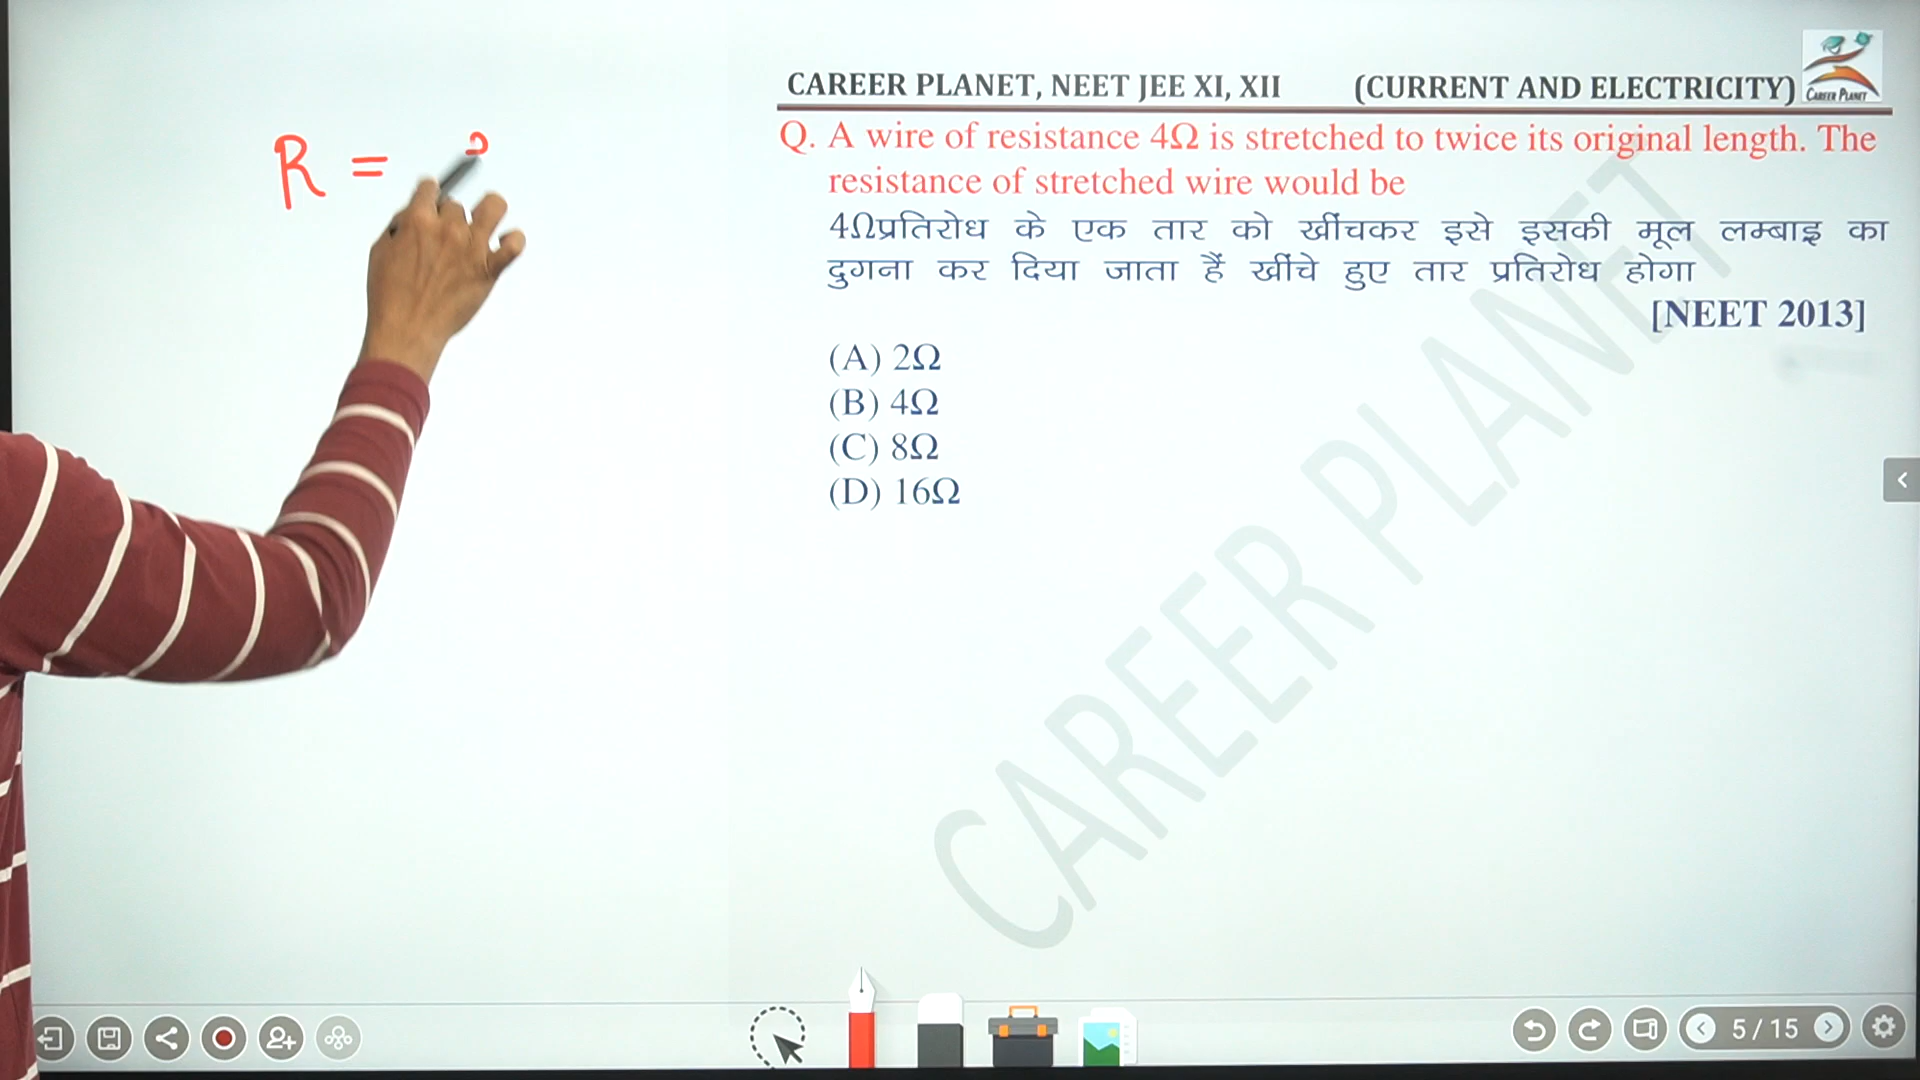 CAREER PLANET, NEET JEE XI, XII (CURRENT AND ELECTRICITY)
CAREER PLANET
Q. A wire of resistance 4Ω is stretched to twice its original length. The
resistance of stretched wire would be
4Ωप्रतिरोध के एक तार को खींचकर इसे इसकी मूल लम्बाइ का
दुगना कर दिया जाता हैं खींचे हुए तार प्रतिरोध होगा
[NEET 2013]
(A) 2Ω
(B) 4Ω
(C) 8Ω
(D) 16Ω
R =
CAREER PLANET
5 / 15